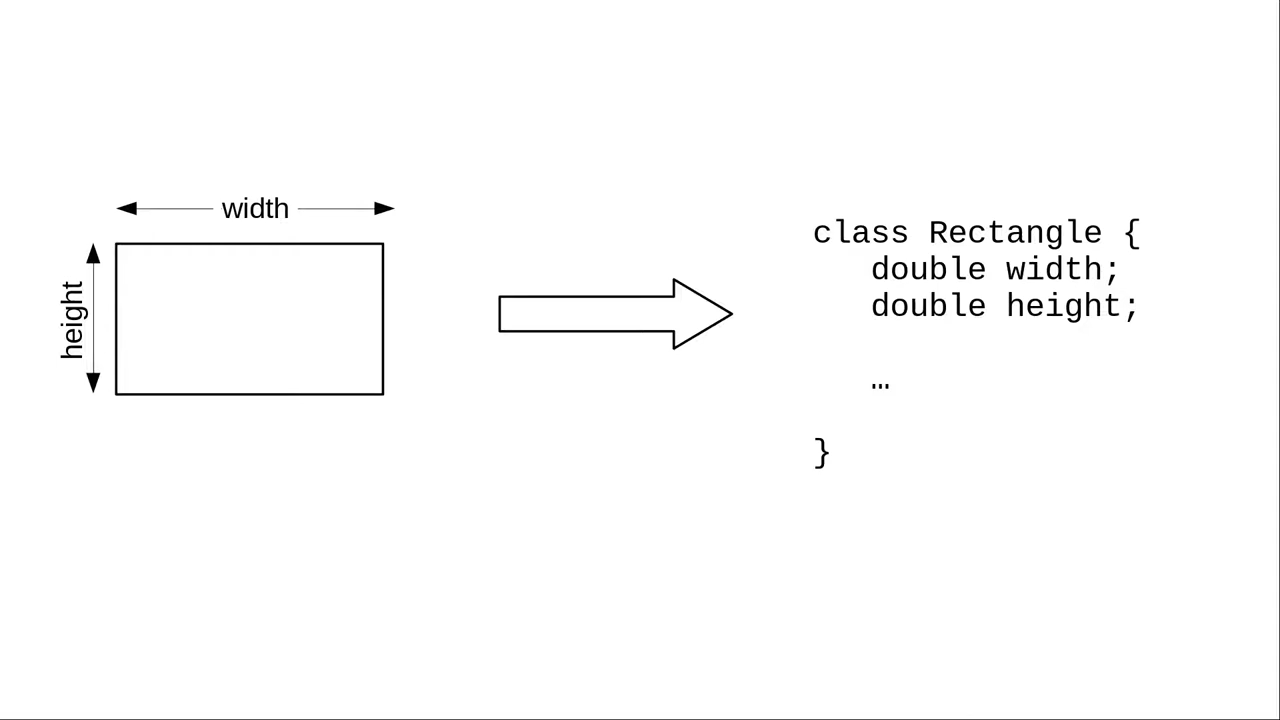 width
height
class Rectangle {
double width;
double height;
…
}